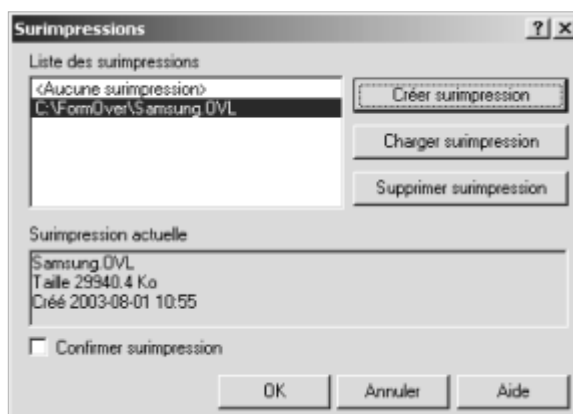 Surimpressions
Liste des surimpressions
<Aucune surimpression>
C:\FormOver\Samsung.OVL
Créer surimpression
Charger surimpression
Supprimer surimpression
Surimpression actuelle
Samsung.OVL
Taille 29940.4 Ko
Créé 2003-08-01 10:55
Confirmer surimpression
OK
Annuler
Aide